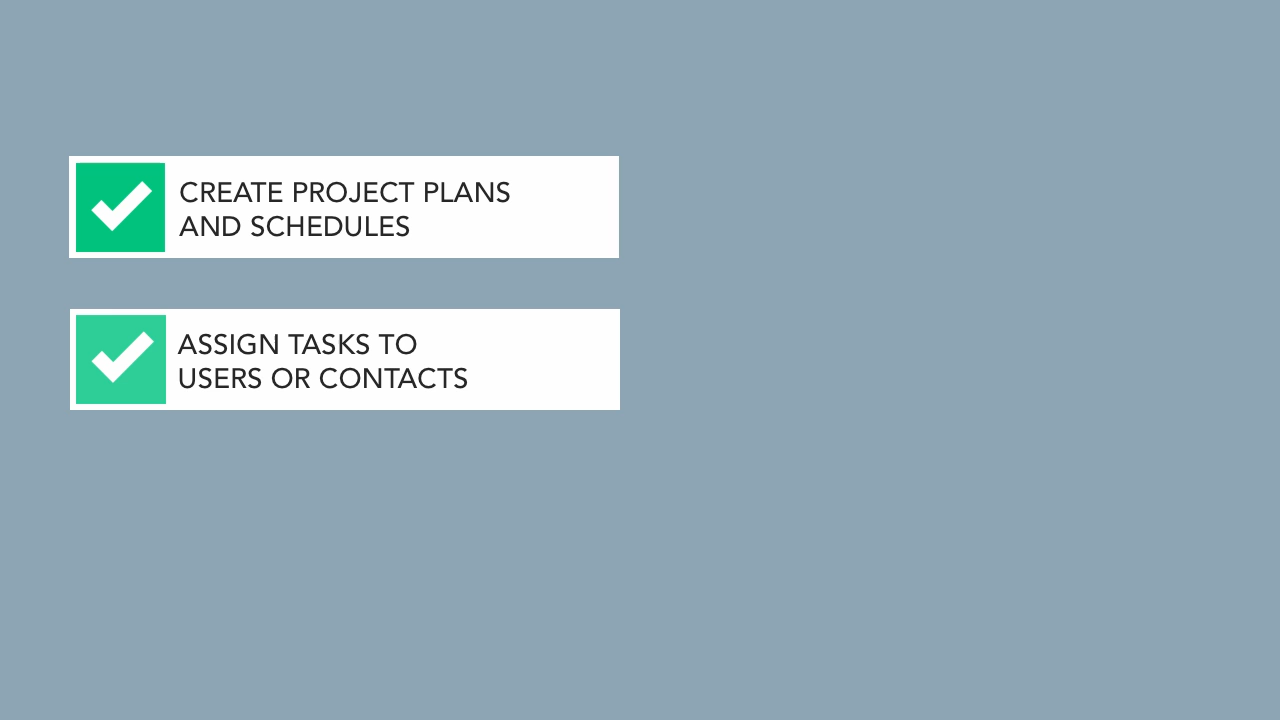 CREATE PROJECT PLANS
AND SCHEDULES
ASSIGN TASKS TO
USERS OR CONTACTS